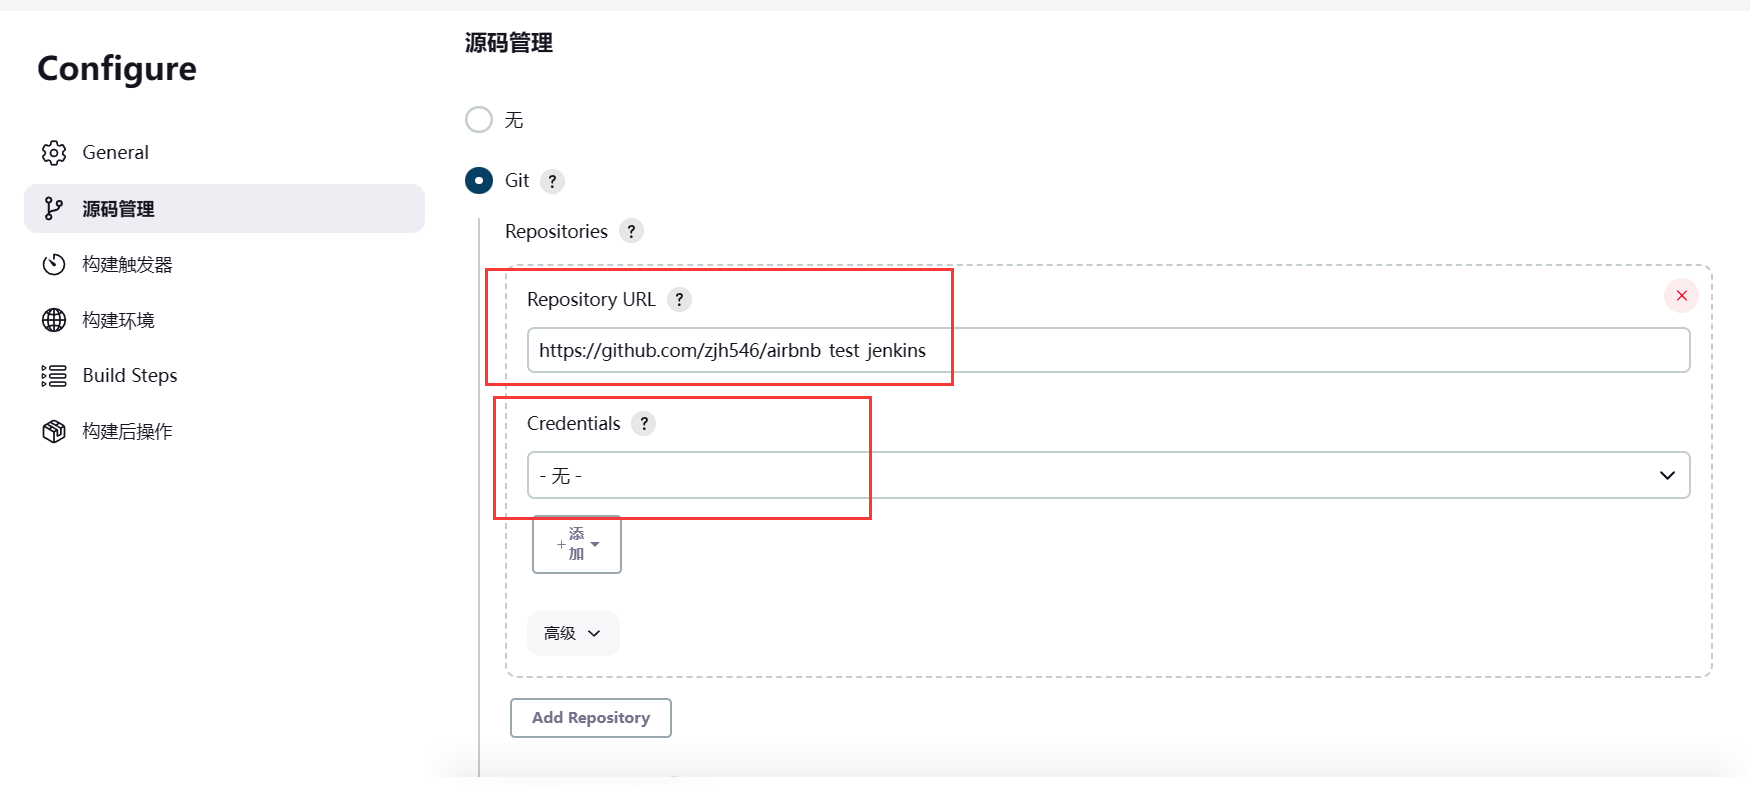 Configure
General
源码管理
构建触发器
构建环境
Build Steps
构建后操作
源码管理
无
Git ?
Repositories ?
Repository URL ?
https://github.com/zjh546/airbnb_test_jenkins
Credentials ?
- 无 -
+添
加
高级
Add Repository